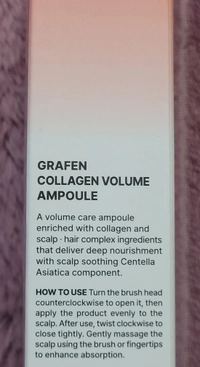 GRAFEN
COLLAGEN VOLUME
AMPOULE
A volume care ampoule
enriched with collagen and
scalp · hair complex ingredients
that deliver deep nourishment
with scalp soothing Centella
Asiatica component.
HOW TO USE Turn the brush head
counterclockwise to open it, then
apply the product evenly to the
scalp. After use, twist clockwise to
close tightly. Gently massage the
scalp using the brush or fingertips
to enhance absorption.